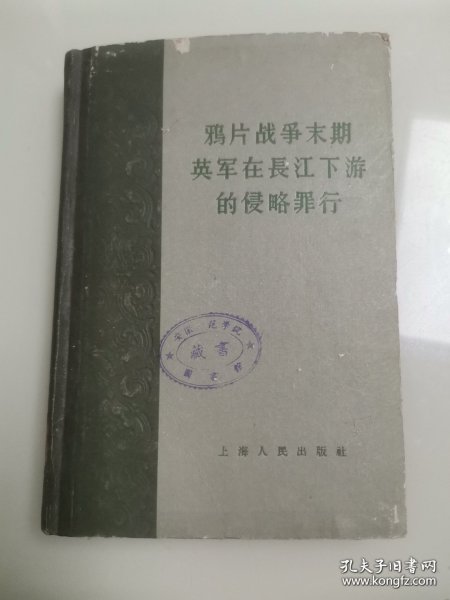 鸦片战爭末期
英军在長江下游
的侵略罪行
藏書
上海人民出版社
孔夫子旧书网
www.kongfz.com